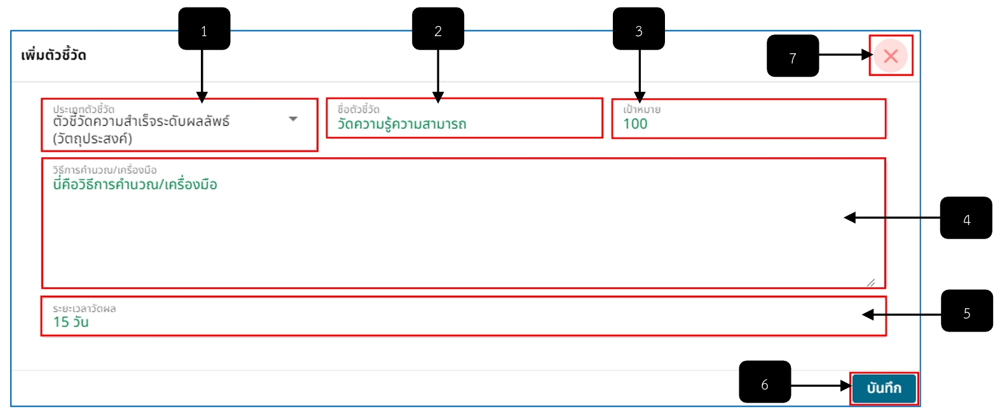 1
2
3
7
เพิ่มตัวชี้วัด
ประเภทตัวชี้วัด
ตัวชี้วัดความสำเร็จระดับผลลัพธ์
(วัตถุประสงค์)
ชื่อตัวชี้วัด
วัดความรู้ความสามารถ
เป้าหมาย
100
วิธีการคำนวณ/เครื่องมือ
นี่คือวิธีการคำนวณ/เครื่องมือ
4
ระยะเวลาวัดผล
15 วัน
5
6
บันทึก